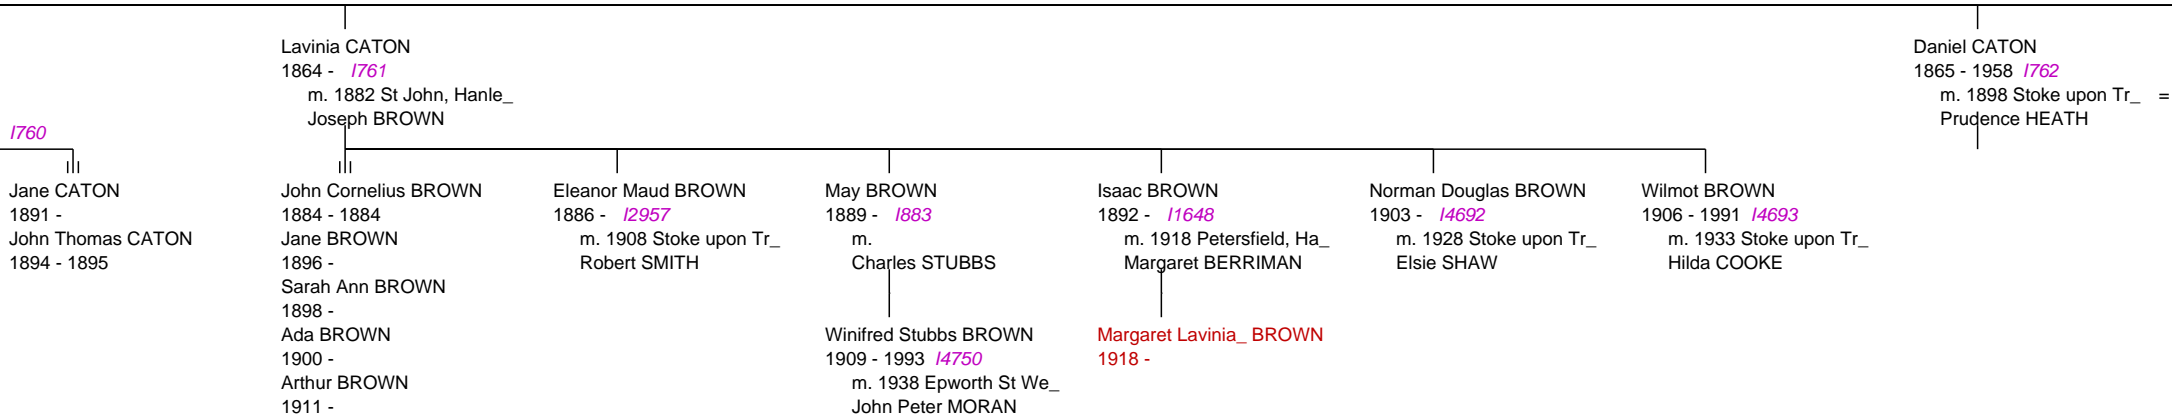 Lavinia CATON
1864 - I761
m. 1882 St John, Hanle_
Joseph BROWN
Daniel CATON
1865 - 1958 I762
m. 1898 Stoke upon Tr_ =
Prudence HEATH
I760
Jane CATON
1891 -
John Thomas CATON
1894 - 1895
John Cornelius BROWN
1884 - 1884
Jane BROWN
1896 -
Sarah Ann BROWN
1898 -
Ada BROWN
1900 -
Arthur BROWN
1911 -
Eleanor Maud BROWN
1886 - I2957
m. 1908 Stoke upon Tr_
Robert SMITH
May BROWN
1889 - I883
m.
Charles STUBBS
Winifred Stubbs BROWN
1909 - 1993 I4750
m. 1938 Epworth St We_
John Peter MORAN
Isaac BROWN
1892 - I1648
m. 1918 Petersfield, Ha_
Margaret BERRIMAN
Margaret Lavinia_ BROWN
1918 -
Norman Douglas BROWN
1903 - I4692
m. 1928 Stoke upon Tr_
Elsie SHAW
Wilmot BROWN
1906 - 1991 I4693
m. 1933 Stoke upon Tr_
Hilda COOKE